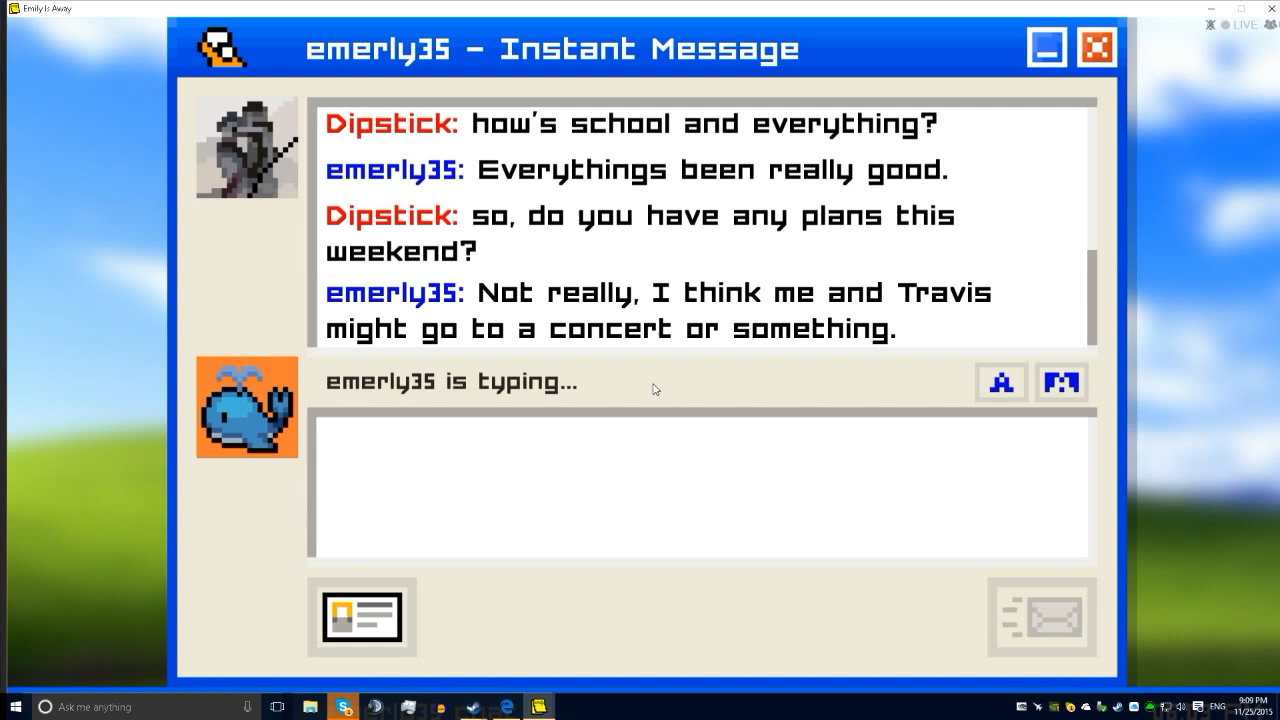 Emily Is Away
LIVE
emerly35 - Instant Message
Dipstick: how's school and everything?
emerly35: Everythings been really good.
Dipstick: so, do you have any plans this
weekend?
emerly35: Not really, I think me and Travis
might go to a concert or something.
emerly35 is typing...
A
Ask me anything
ENG
9:09 PM
11/25/2015